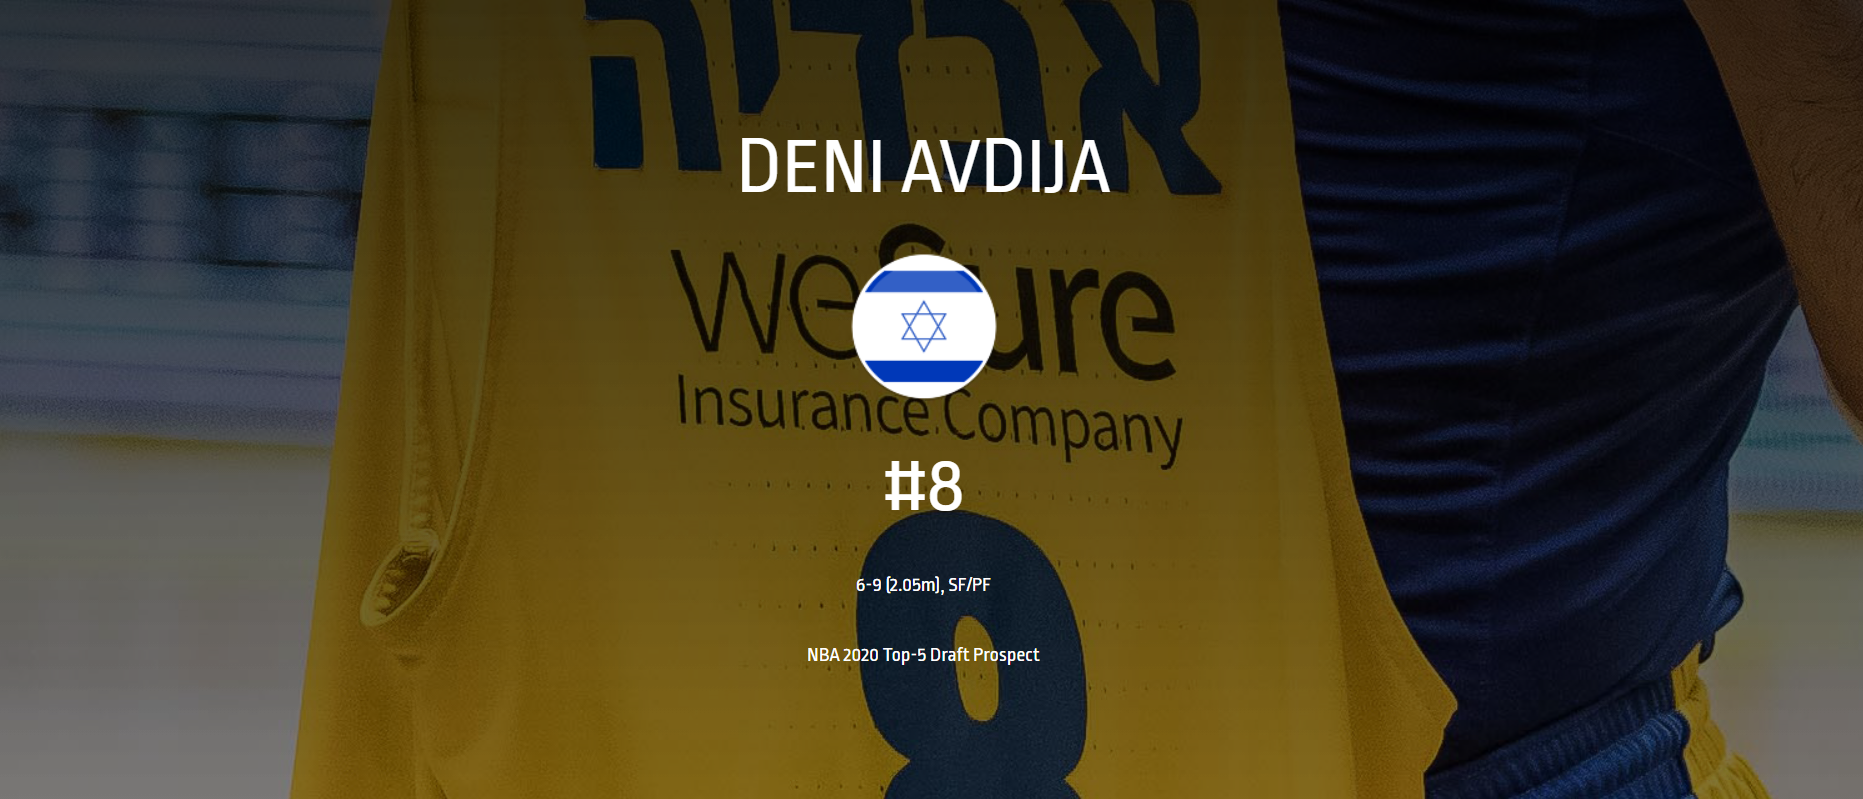 אבדיה
DENI AVDIJA
weSure
Insurance Company
#8
8
6-9 (2.05m), SF/PF
NBA 2020 Top-5 Draft Prospect